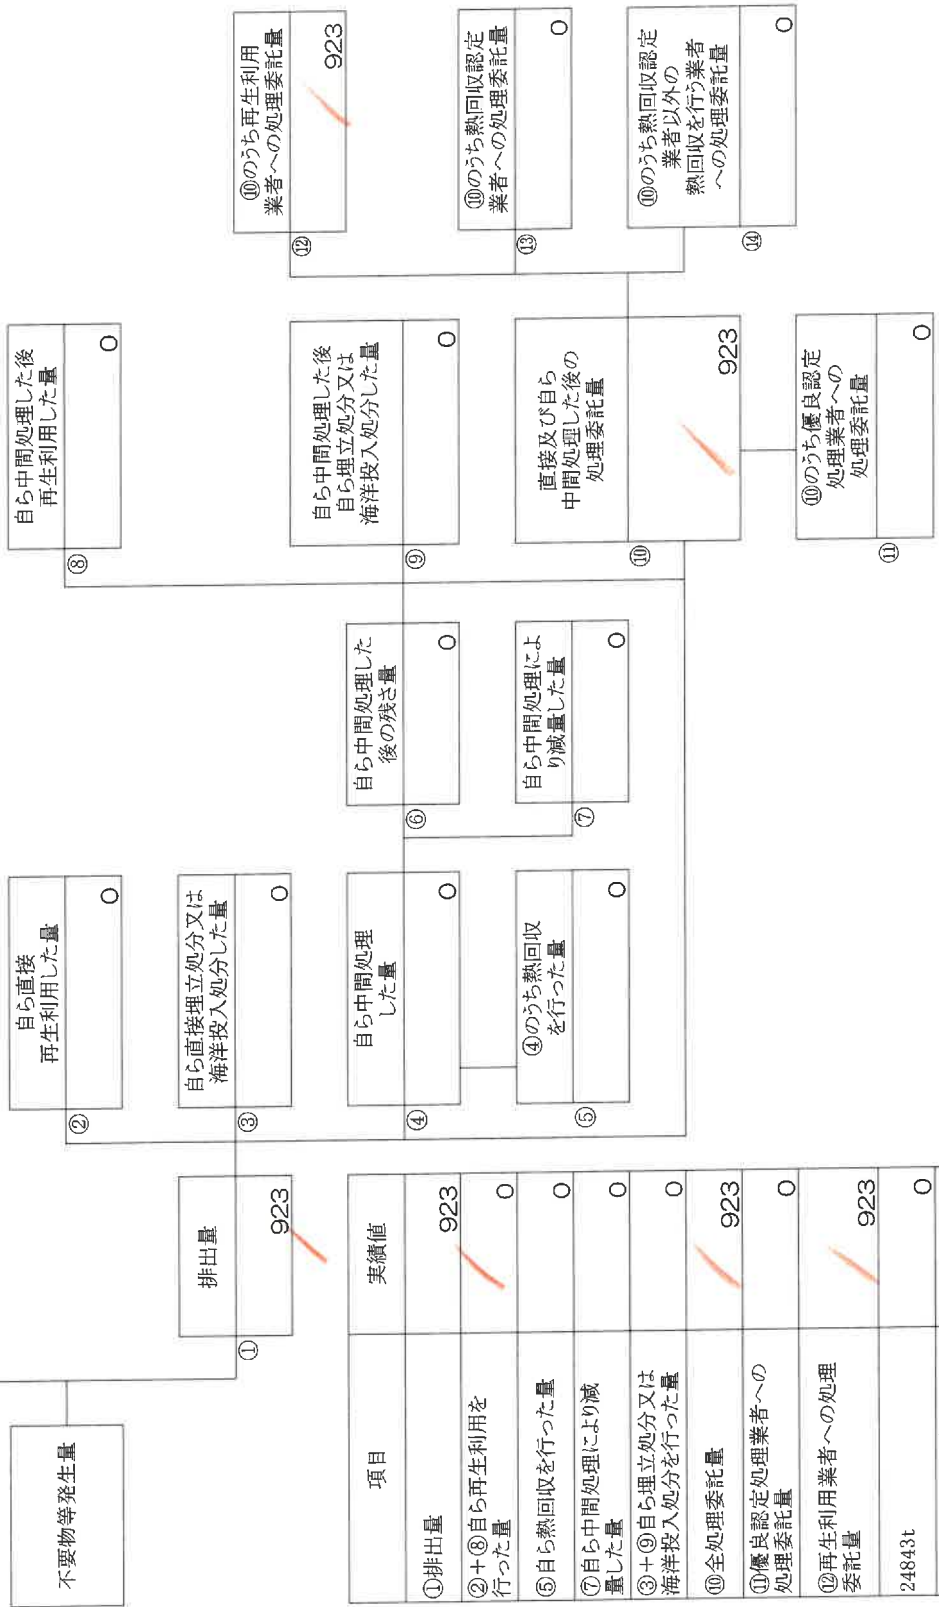 不要物等発生量
①
排出量
923
②
自ら直接
再生利用した量
0
③
自ら直接埋立処分又は
海洋投入処分した量
0
④
自ら中間処理
した量
0
⑤
④のうち熱回収
を行った量
0
⑥
自ら中間処理した
後の残さ量
0
⑦
自ら中間処理によ
り減量した量
0
⑧
自ら中間処理した後
再生利用した量
0
⑨
自ら中間処理した後
自ら埋立処分又は
海洋投入処分した量
0
⑩
直接及び自ら
中間処理した後の
処理委託量
923
⑪
⑩のうち優良認定
処理業者への
処理委託量
0
⑫
⑩のうち再生利用
業者への処理委託量
923
⑬
⑩のうち熱回収認定
業者への処理委託量
0
⑭
⑩のうち熱回収認定
業者以外の
熱回収を行う業者
への処理委託量
0
項目 実績値
①排出量 923
②+⑧自ら再生利用を
行った量 0
⑤自ら熱回収を行った量 0
⑦自ら中間処理により減
量した量 0
③+⑨自ら埋立処分又は
海洋投入処分を行った量 0
⑩全処理委託量 923
⑪優良認定処理業者への
処理委託量 0
⑫再生利用業者への処理
委託量 923
24843t 0